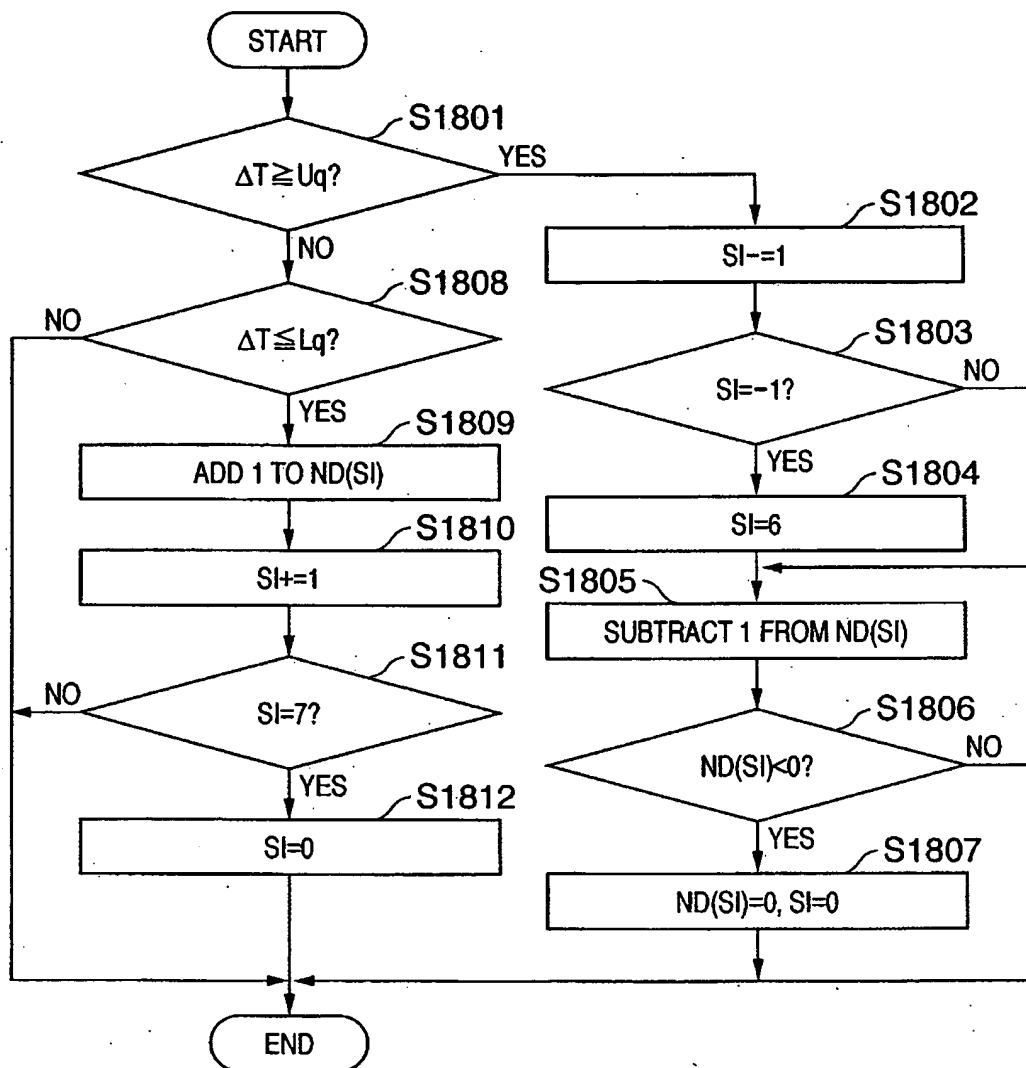 START
S1801
ΔT≧Uq?
YES
NO
S1802
SI-=1
S1808
NO
ΔT≦Lq?
YES
S1803
SI=-1?
NO
YES
S1809
ADD 1 TO ND(SI)
S1804
SI=6
S1810
SI+=1
S1805
SUBTRACT 1 FROM ND(SI)
S1811
NO
SI=7?
YES
S1806
ND(SI)<0?
NO
YES
S1812
SI=0
S1807
ND(SI)=0, SI=0
END